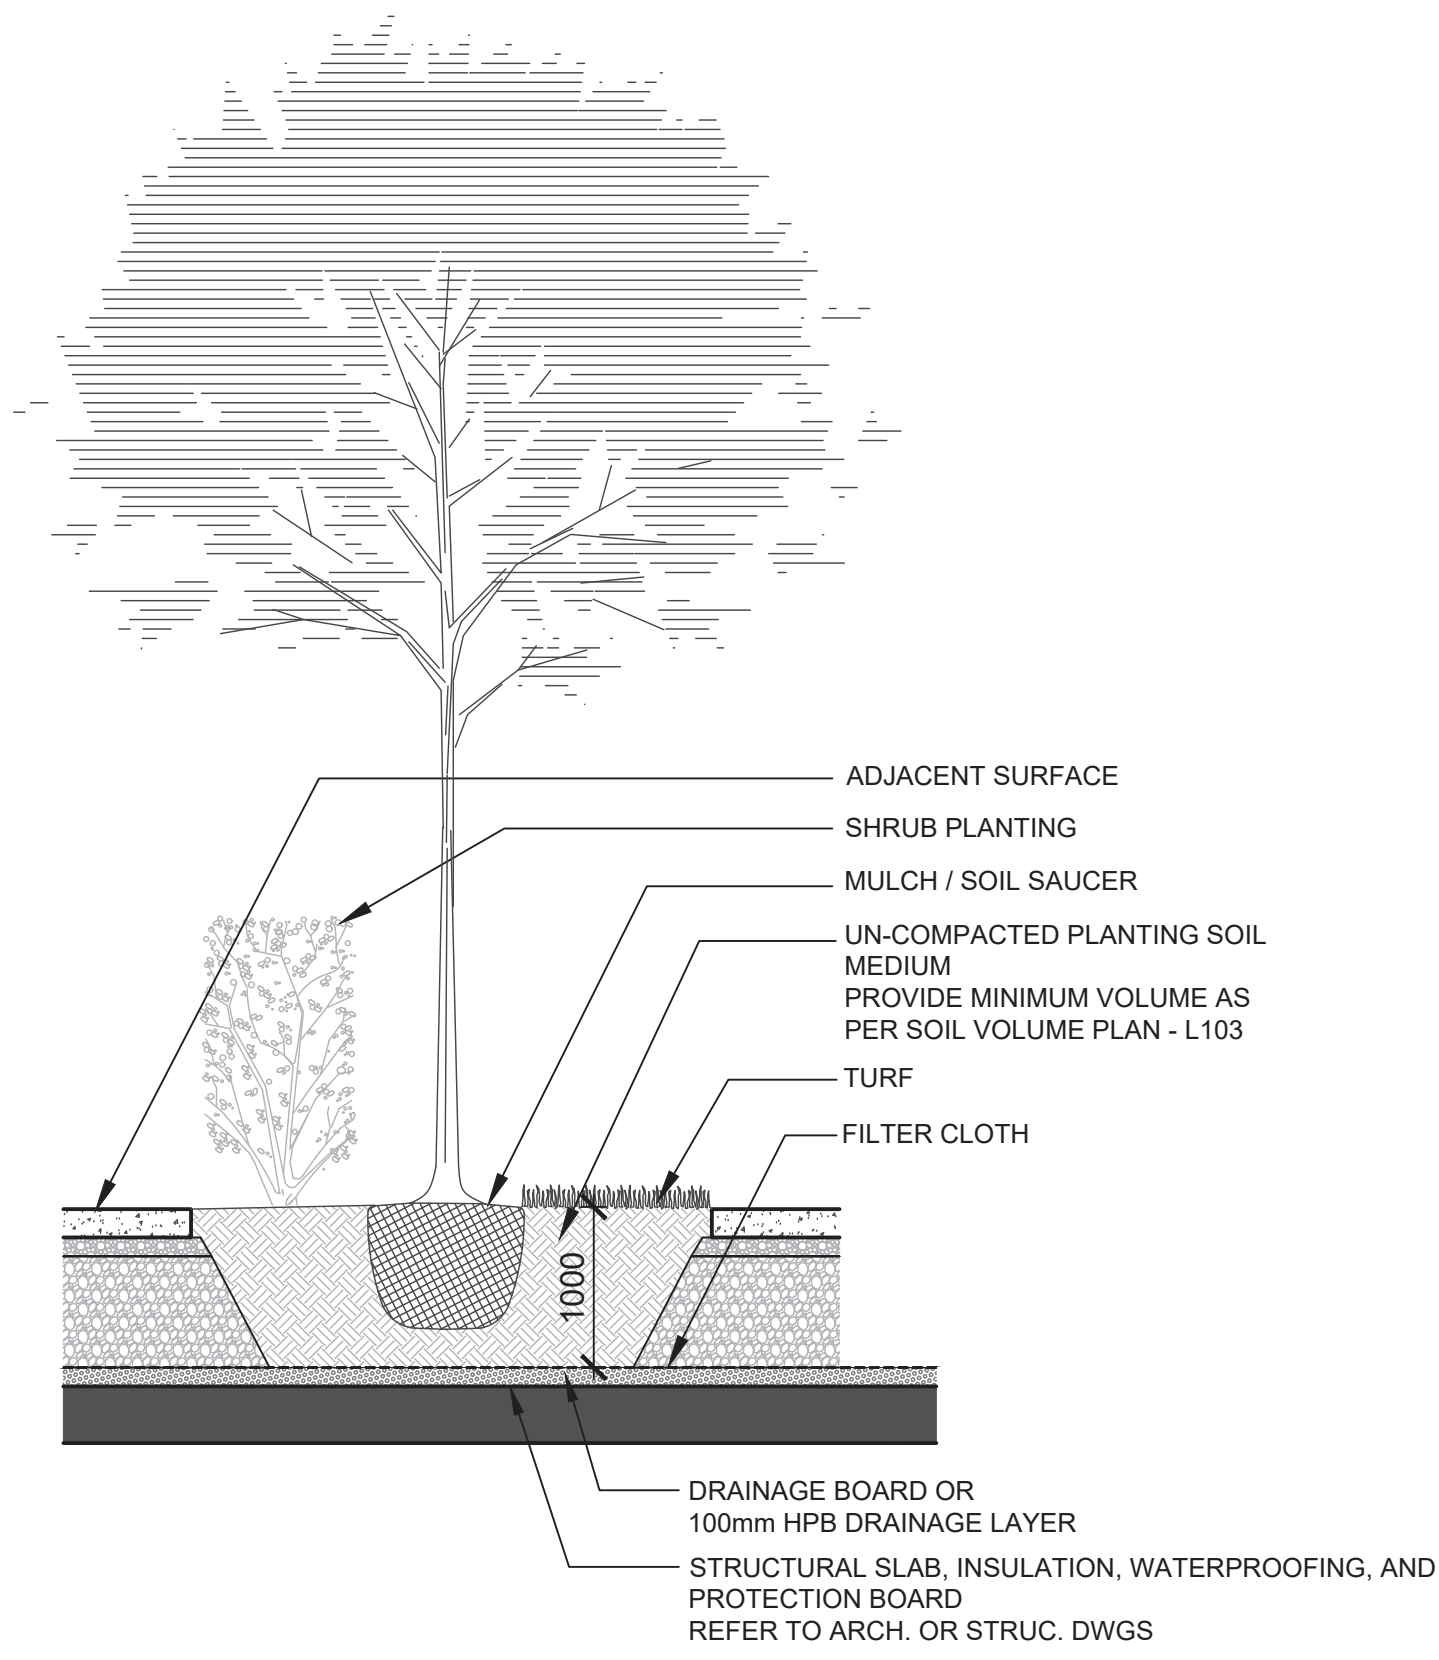 ADJACENT SURFACE
SHRUB PLANTING
MULCH / SOIL SAUCER
UN-COMPACTED PLANTING SOIL
MEDIUM
PROVIDE MINIMUM VOLUME AS
PER SOIL VOLUME PLAN - L103
TURF
FILTER CLOTH
1000
DRAINAGE BOARD OR
100mm HPB DRAINAGE LAYER
STRUCTURAL SLAB, INSULATION, WATERPROOFING, AND
PROTECTION BOARD
REFER TO ARCH. OR STRUC. DWGS